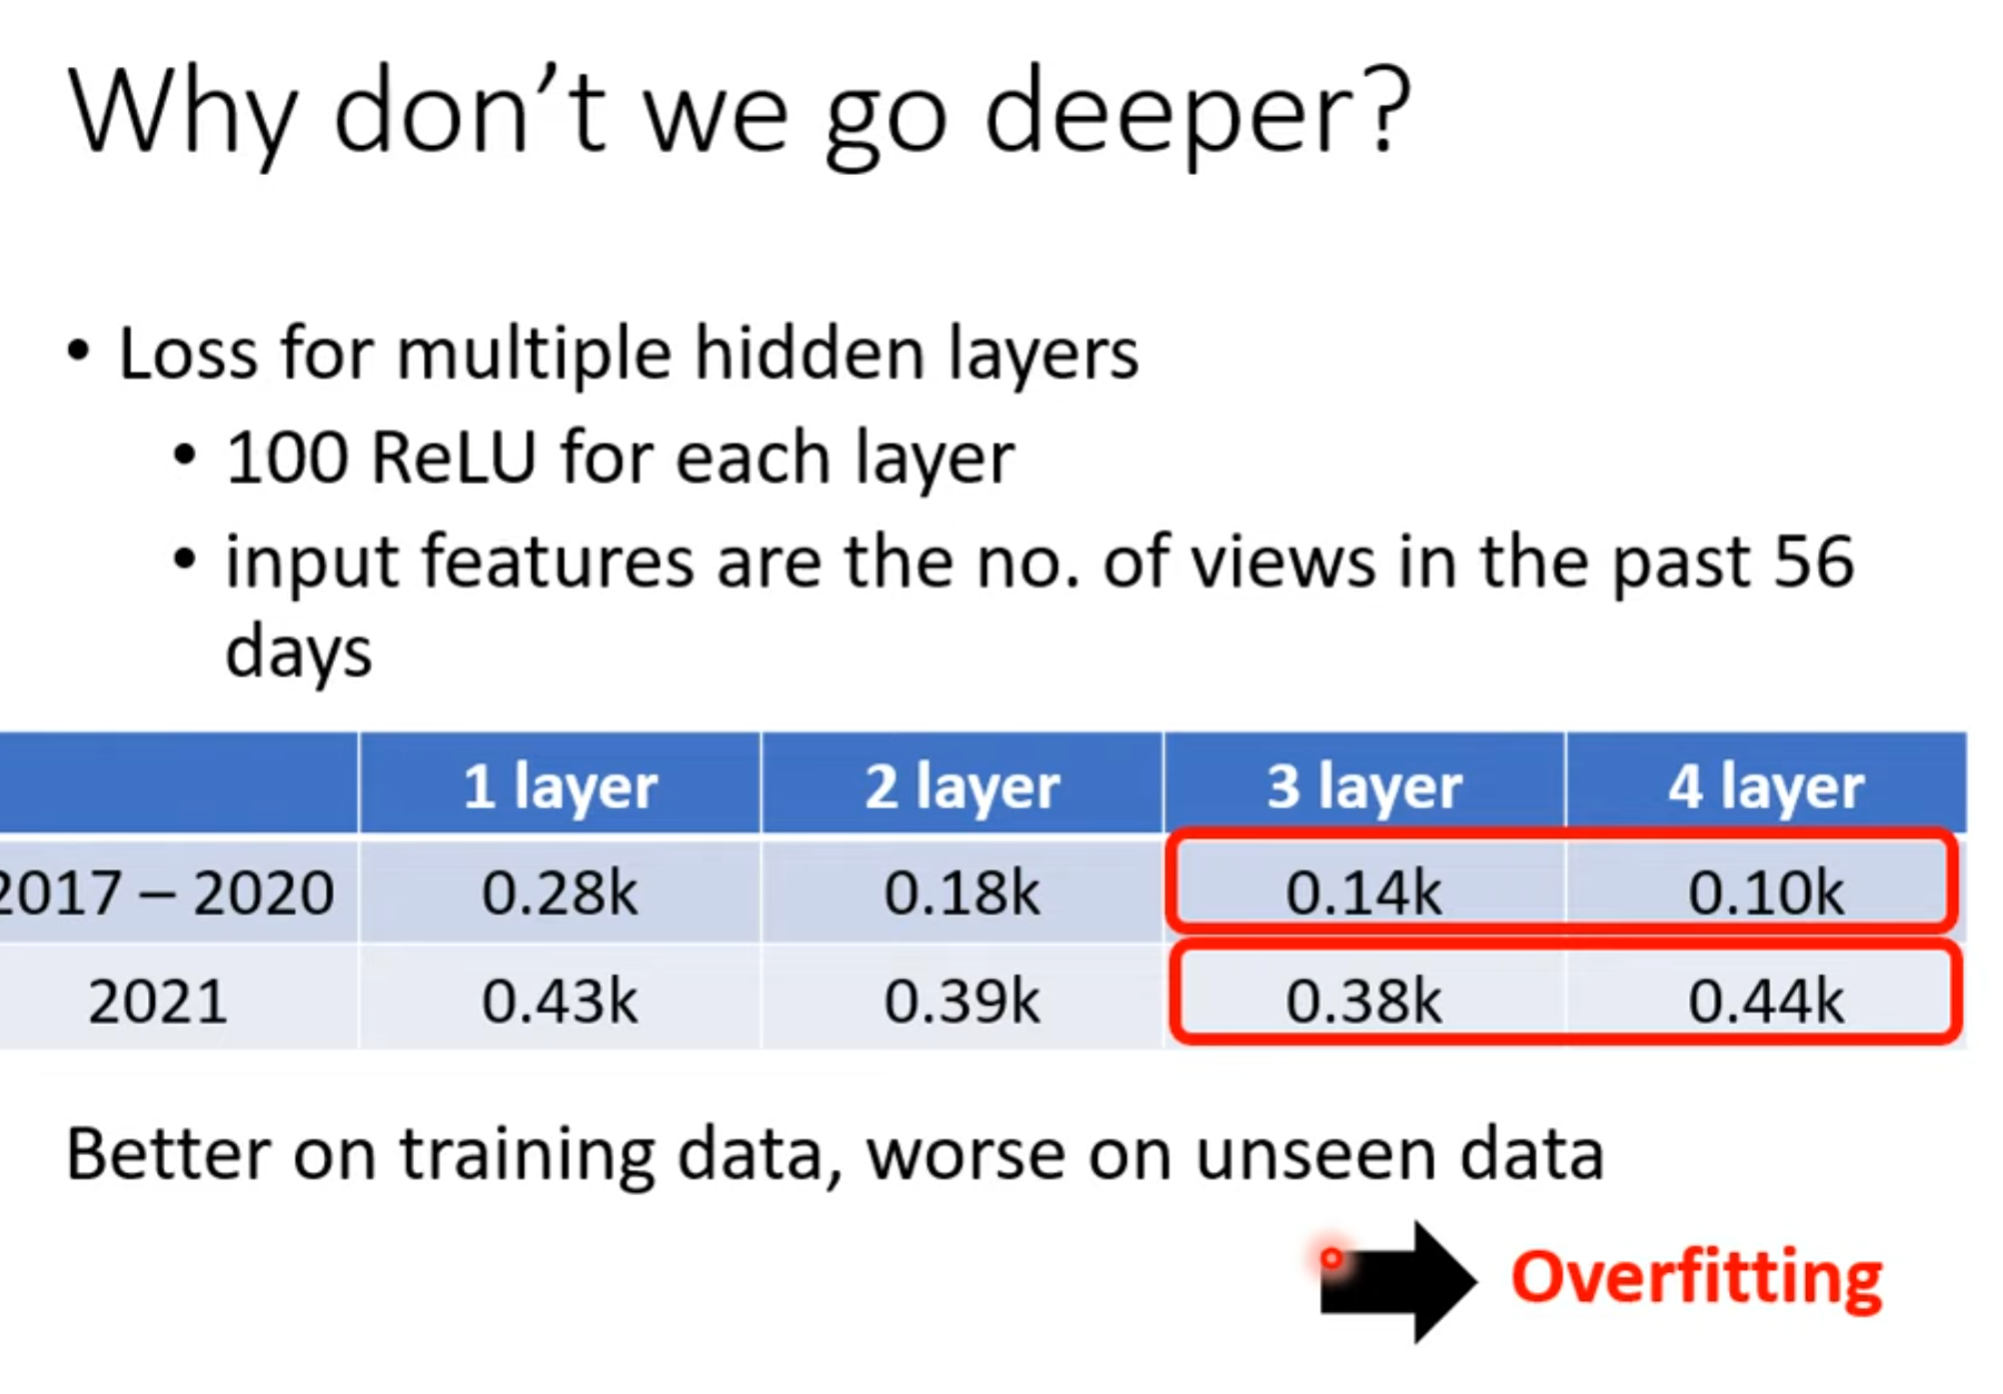 Why don’t we go deeper?
• Loss for multiple hidden layers
• 100 ReLU for each layer
• input features are the no. of views in the past 56
days
1 layer 2 layer 3 layer 4 layer
2017 – 2020 0.28k 0.18k 0.14k 0.10k
2021 0.43k 0.39k 0.38k 0.44k
Better on training data, worse on unseen data
Overfitting